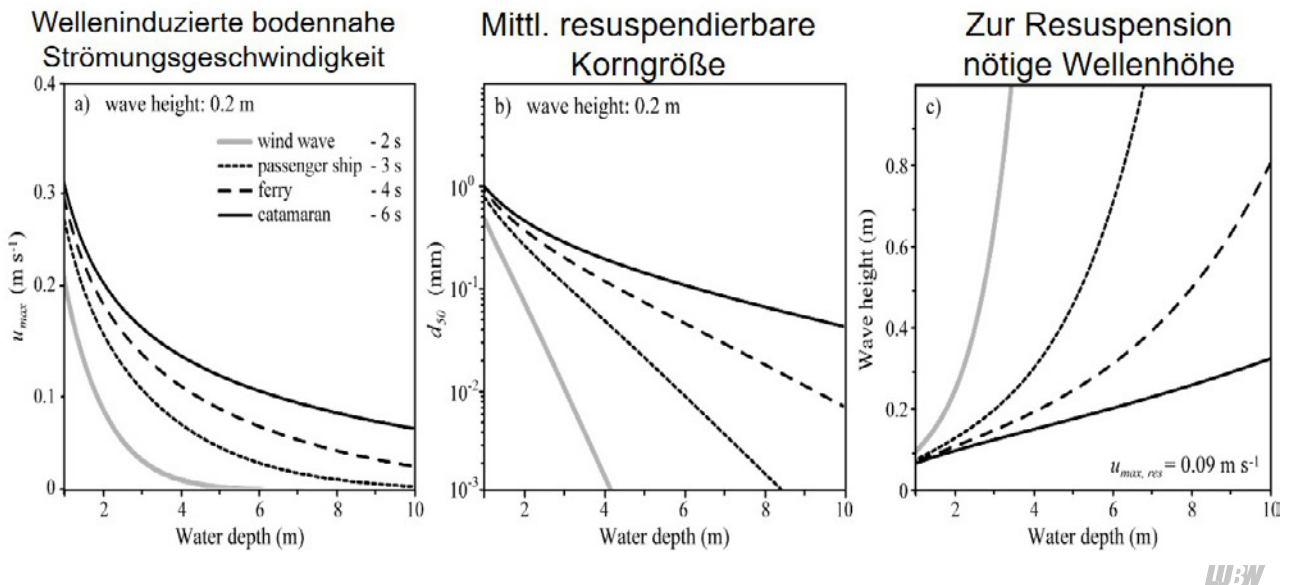 Welleninduzierte bodennahe
Strömungsgeschwindigkeit
0.4
a) wave height: 0.2 m
wind wave - 2 s
passenger ship - 3 s
ferry - 4 s
catamaran - 6 s
0.3
0.2
0.1
0
u_max (m s⁻¹)
2 4 6 8 10
Water depth (m)
Mittl. resuspendierbare
Korngröße
b) wave height: 0.2 m
10⁰
10⁻¹
10⁻²
10⁻³
d₅₀ (mm)
2 4 6 8 10
Water depth (m)
Zur Resuspension
nötige Wellenhöhe
c)
0.8
0.6
0.4
0.2
0
Wave height (m)
u_max, res = 0.09 m s⁻¹
2 4 6 8 10
Water depth (m)